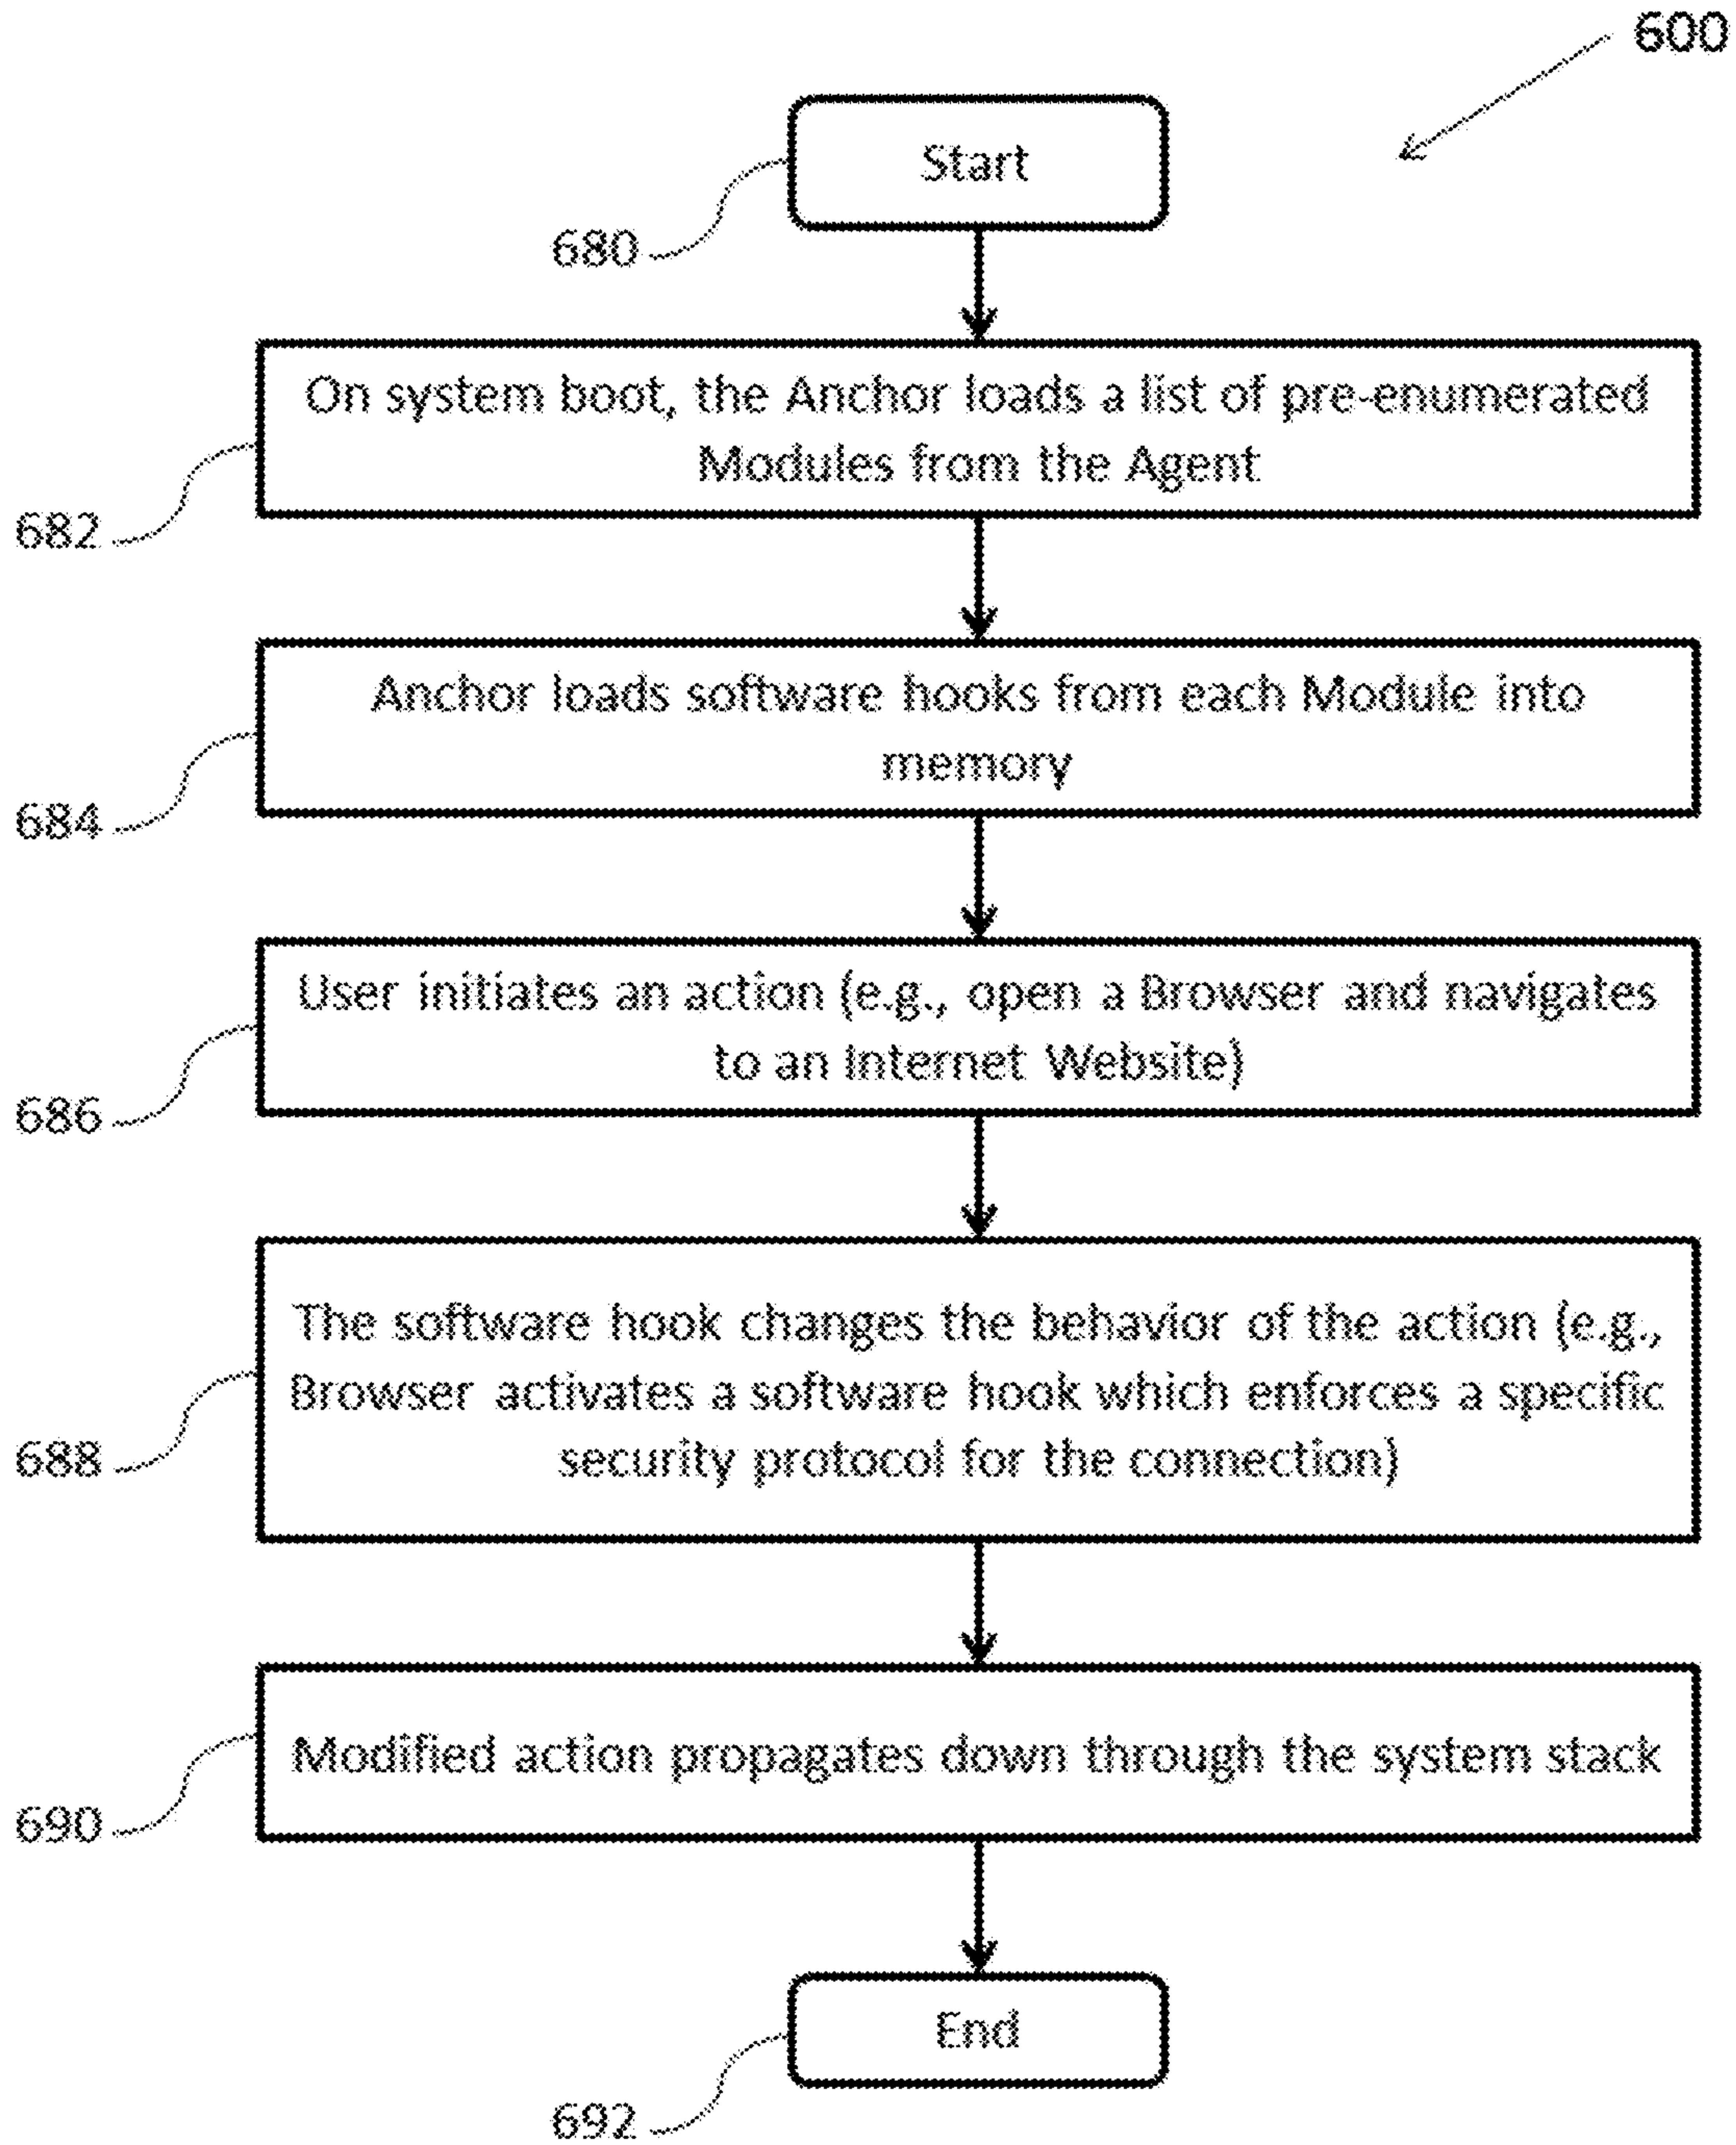 600
Start
680
On system boot, the Anchor loads a list of pre-enumerated
Modules from the Agent
682
Anchor loads software hooks from each Module into
memory
684
User initiates an action (e.g., open a Browser and navigates
to an Internet Website)
686
The software hook changes the behavior of the action (e.g.,
Browser activates a software hook which enforces a specific
security protocol for the connection)
688
Modified action propagates down through the system stack
690
End
692